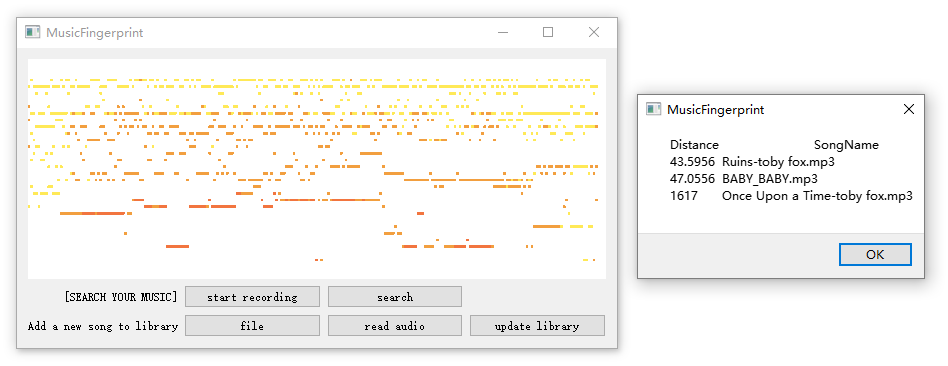 MusicFingerprint
[SEARCH YOUR MUSIC] start recording search
Add a new song to library file read audio update library
MusicFingerprint
Distance SongName
43.5956 Ruins-toby fox.mp3
47.0556 BABY_BABY.mp3
1617 Once Upon a Time-toby fox.mp3
OK